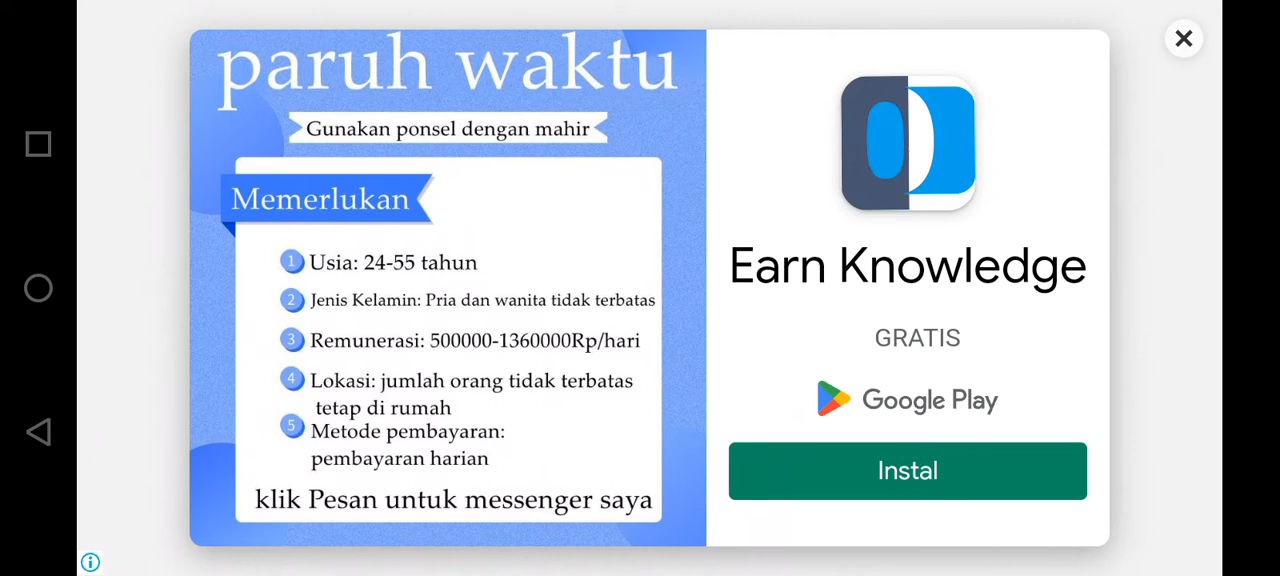 paruh waktu
Gunakan ponsel dengan mahir
Memerlukan
1 Usia: 24-55 tahun
2 Jenis Kelamin: Pria dan wanita tidak terbatas
3 Remunerasi: 500000-1360000Rp/hari
4 Lokasi: jumlah orang tidak terbatas
tetap di rumah
5 Metode pembayaran:
pembayaran harian
klik Pesan untuk messenger saya
Earn Knowledge
GRATIS
Google Play
Instal